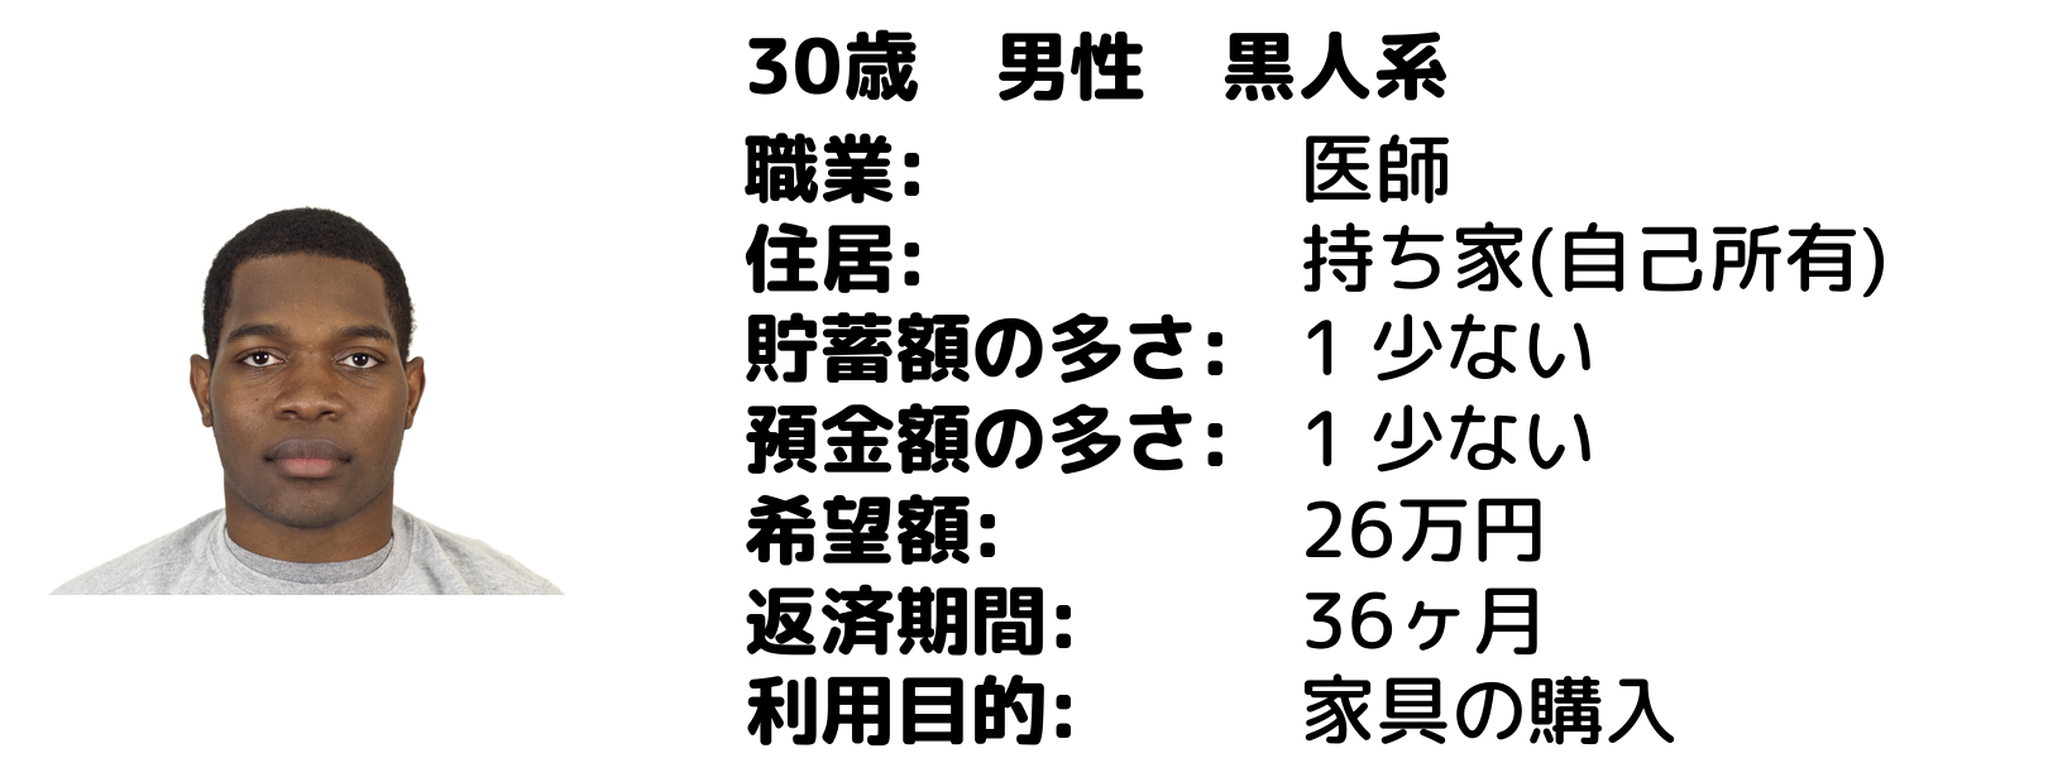 30歳　男性　黒人系
職業: 医師
住居: 持ち家(自己所有)
貯蓄額の多さ: 1 少ない
預金額の多さ: 1 少ない
希望額: 26万円
返済期間: 36ヶ月
利用目的: 家具の購入